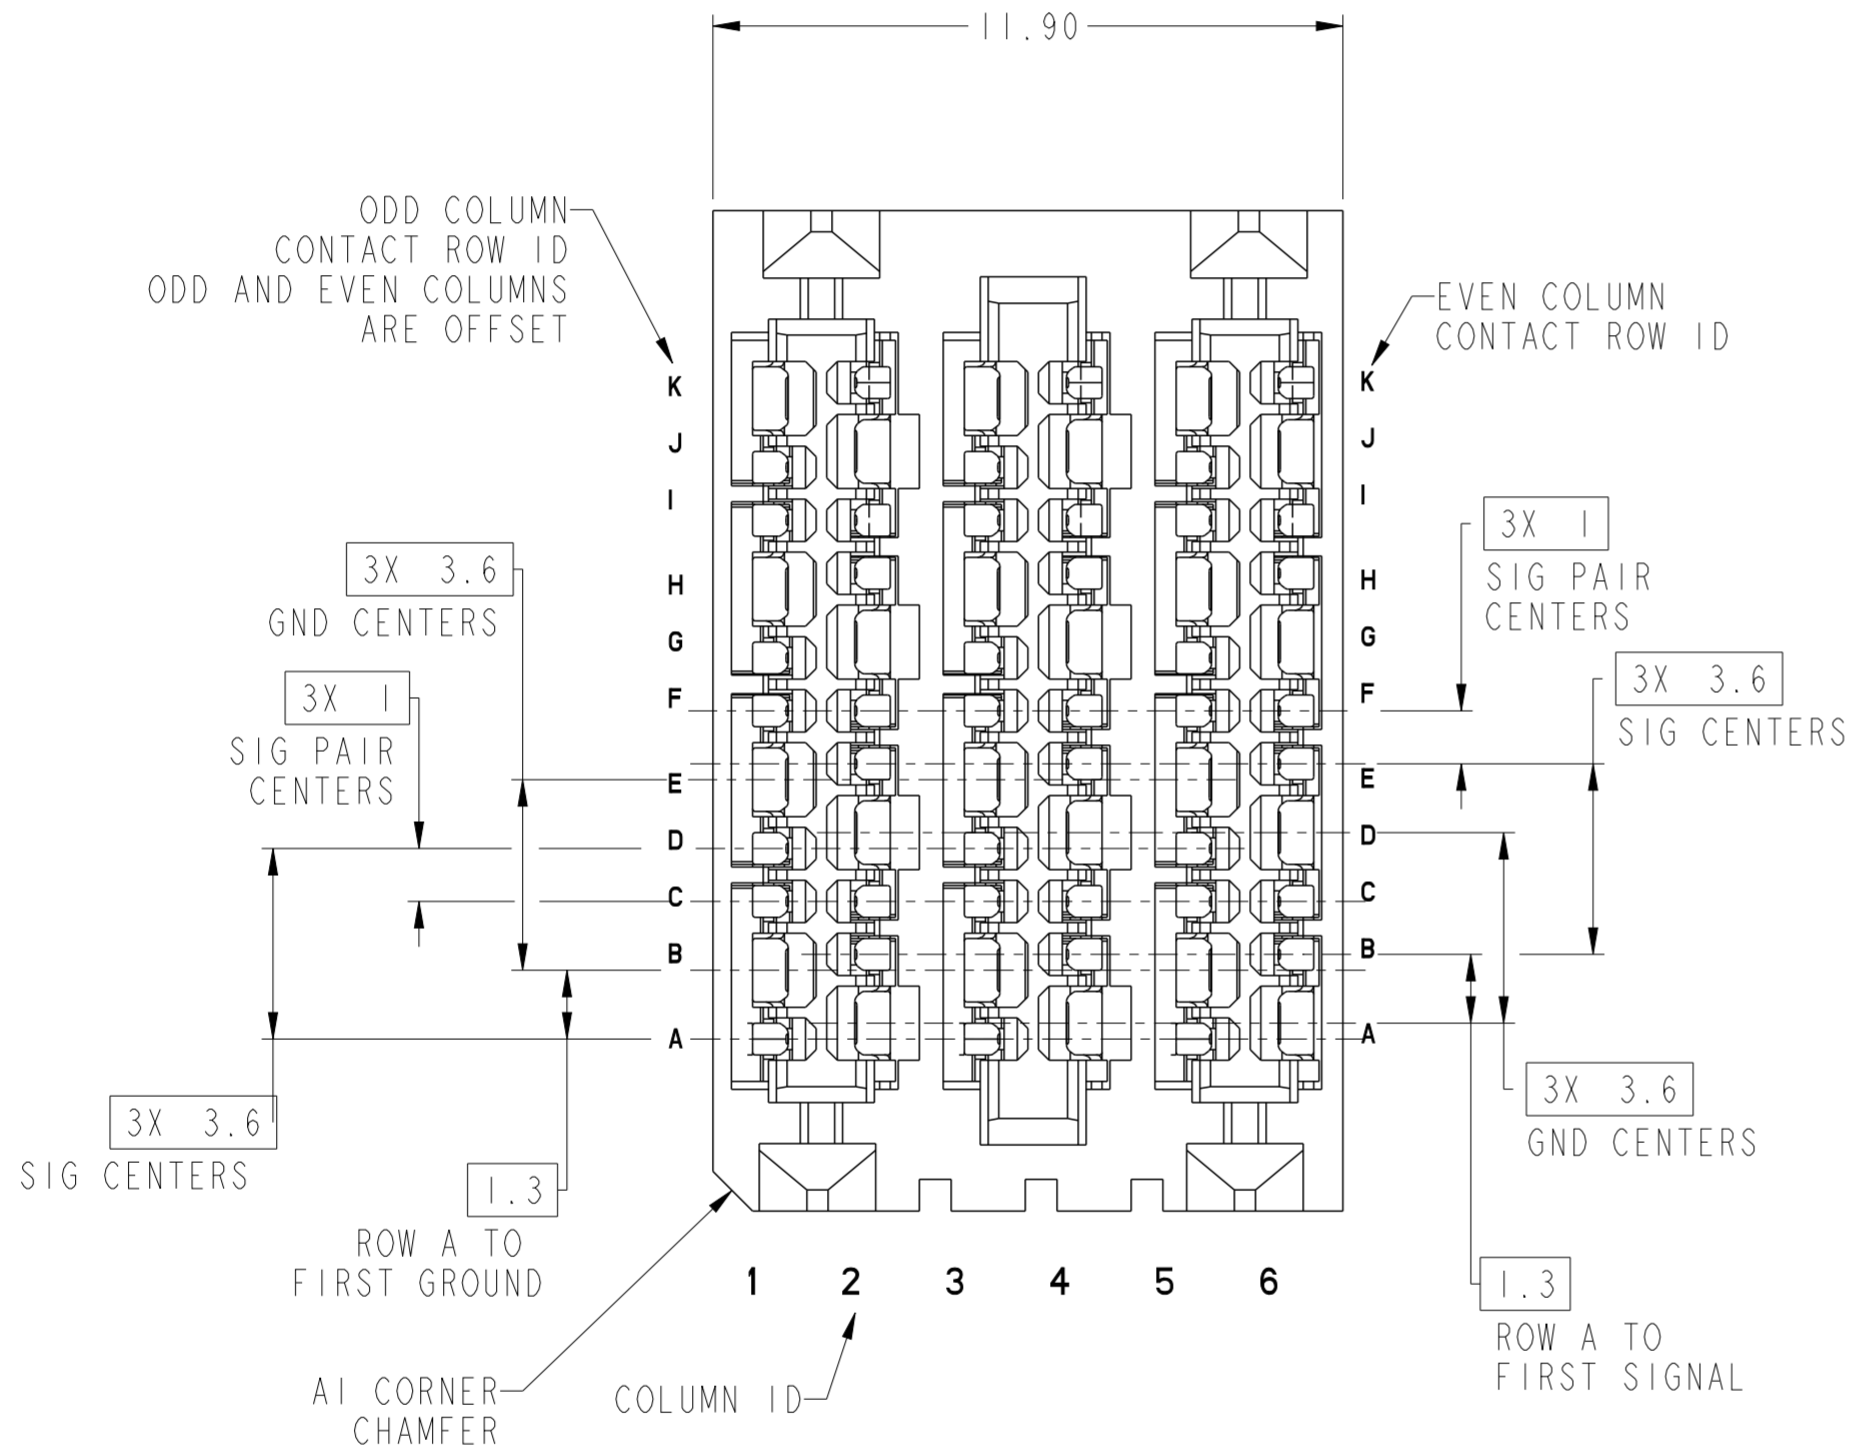 11.90
ODD COLUMN
CONTACT ROW ID
ODD AND EVEN COLUMNS
ARE OFFSET
EVEN COLUMN
CONTACT ROW ID
K
J
I
H
G
F
E
D
C
B
A
K
J
I
H
G
F
E
D
C
B
A
3X 3.6
GND CENTERS
3X 1
SIG PAIR
CENTERS
3X 3.6
SIG CENTERS
1.3
ROW A TO
FIRST GROUND
3X 1
SIG PAIR
CENTERS
3X 3.6
SIG CENTERS
3X 3.6
GND CENTERS
1.3
ROW A TO
FIRST SIGNAL
1 2 3 4 5 6
A1 CORNER
CHAMFER
COLUMN ID